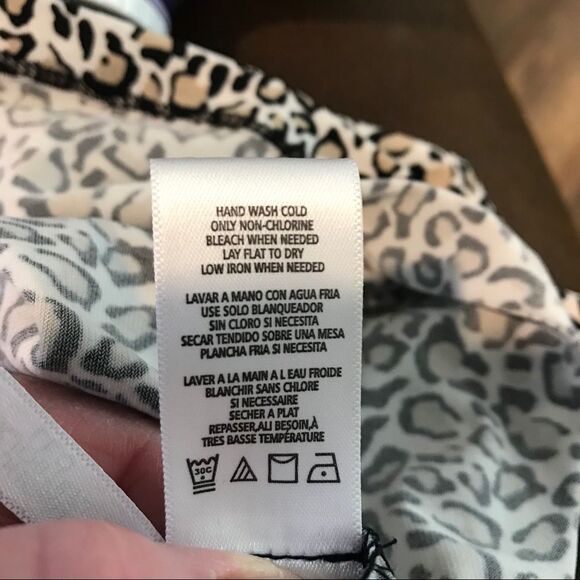 HAND WASH COLD
ONLY NON-CHLORINE
BLEACH WHEN NEEDED
LAY FLAT TO DRY
LOW IRON WHEN NEEDED
LAVAR A MANO CON AGUA FRIA
USE SOLO BLANQUEADOR
SIN CLORO SI NECESITA
SECAR TENDIDO SOBRE UNA MESA
PLANCHA FRIA SI NECESITA
LAVER A LA MAIN A L EAU FROIDE
BLANCHIR SANS CHLORE
SI NECESSAIRE
SECHER A PLAT
REPASSER,ALI BESOIN,À
TRES BASSE TEMPÉRATURE
30C